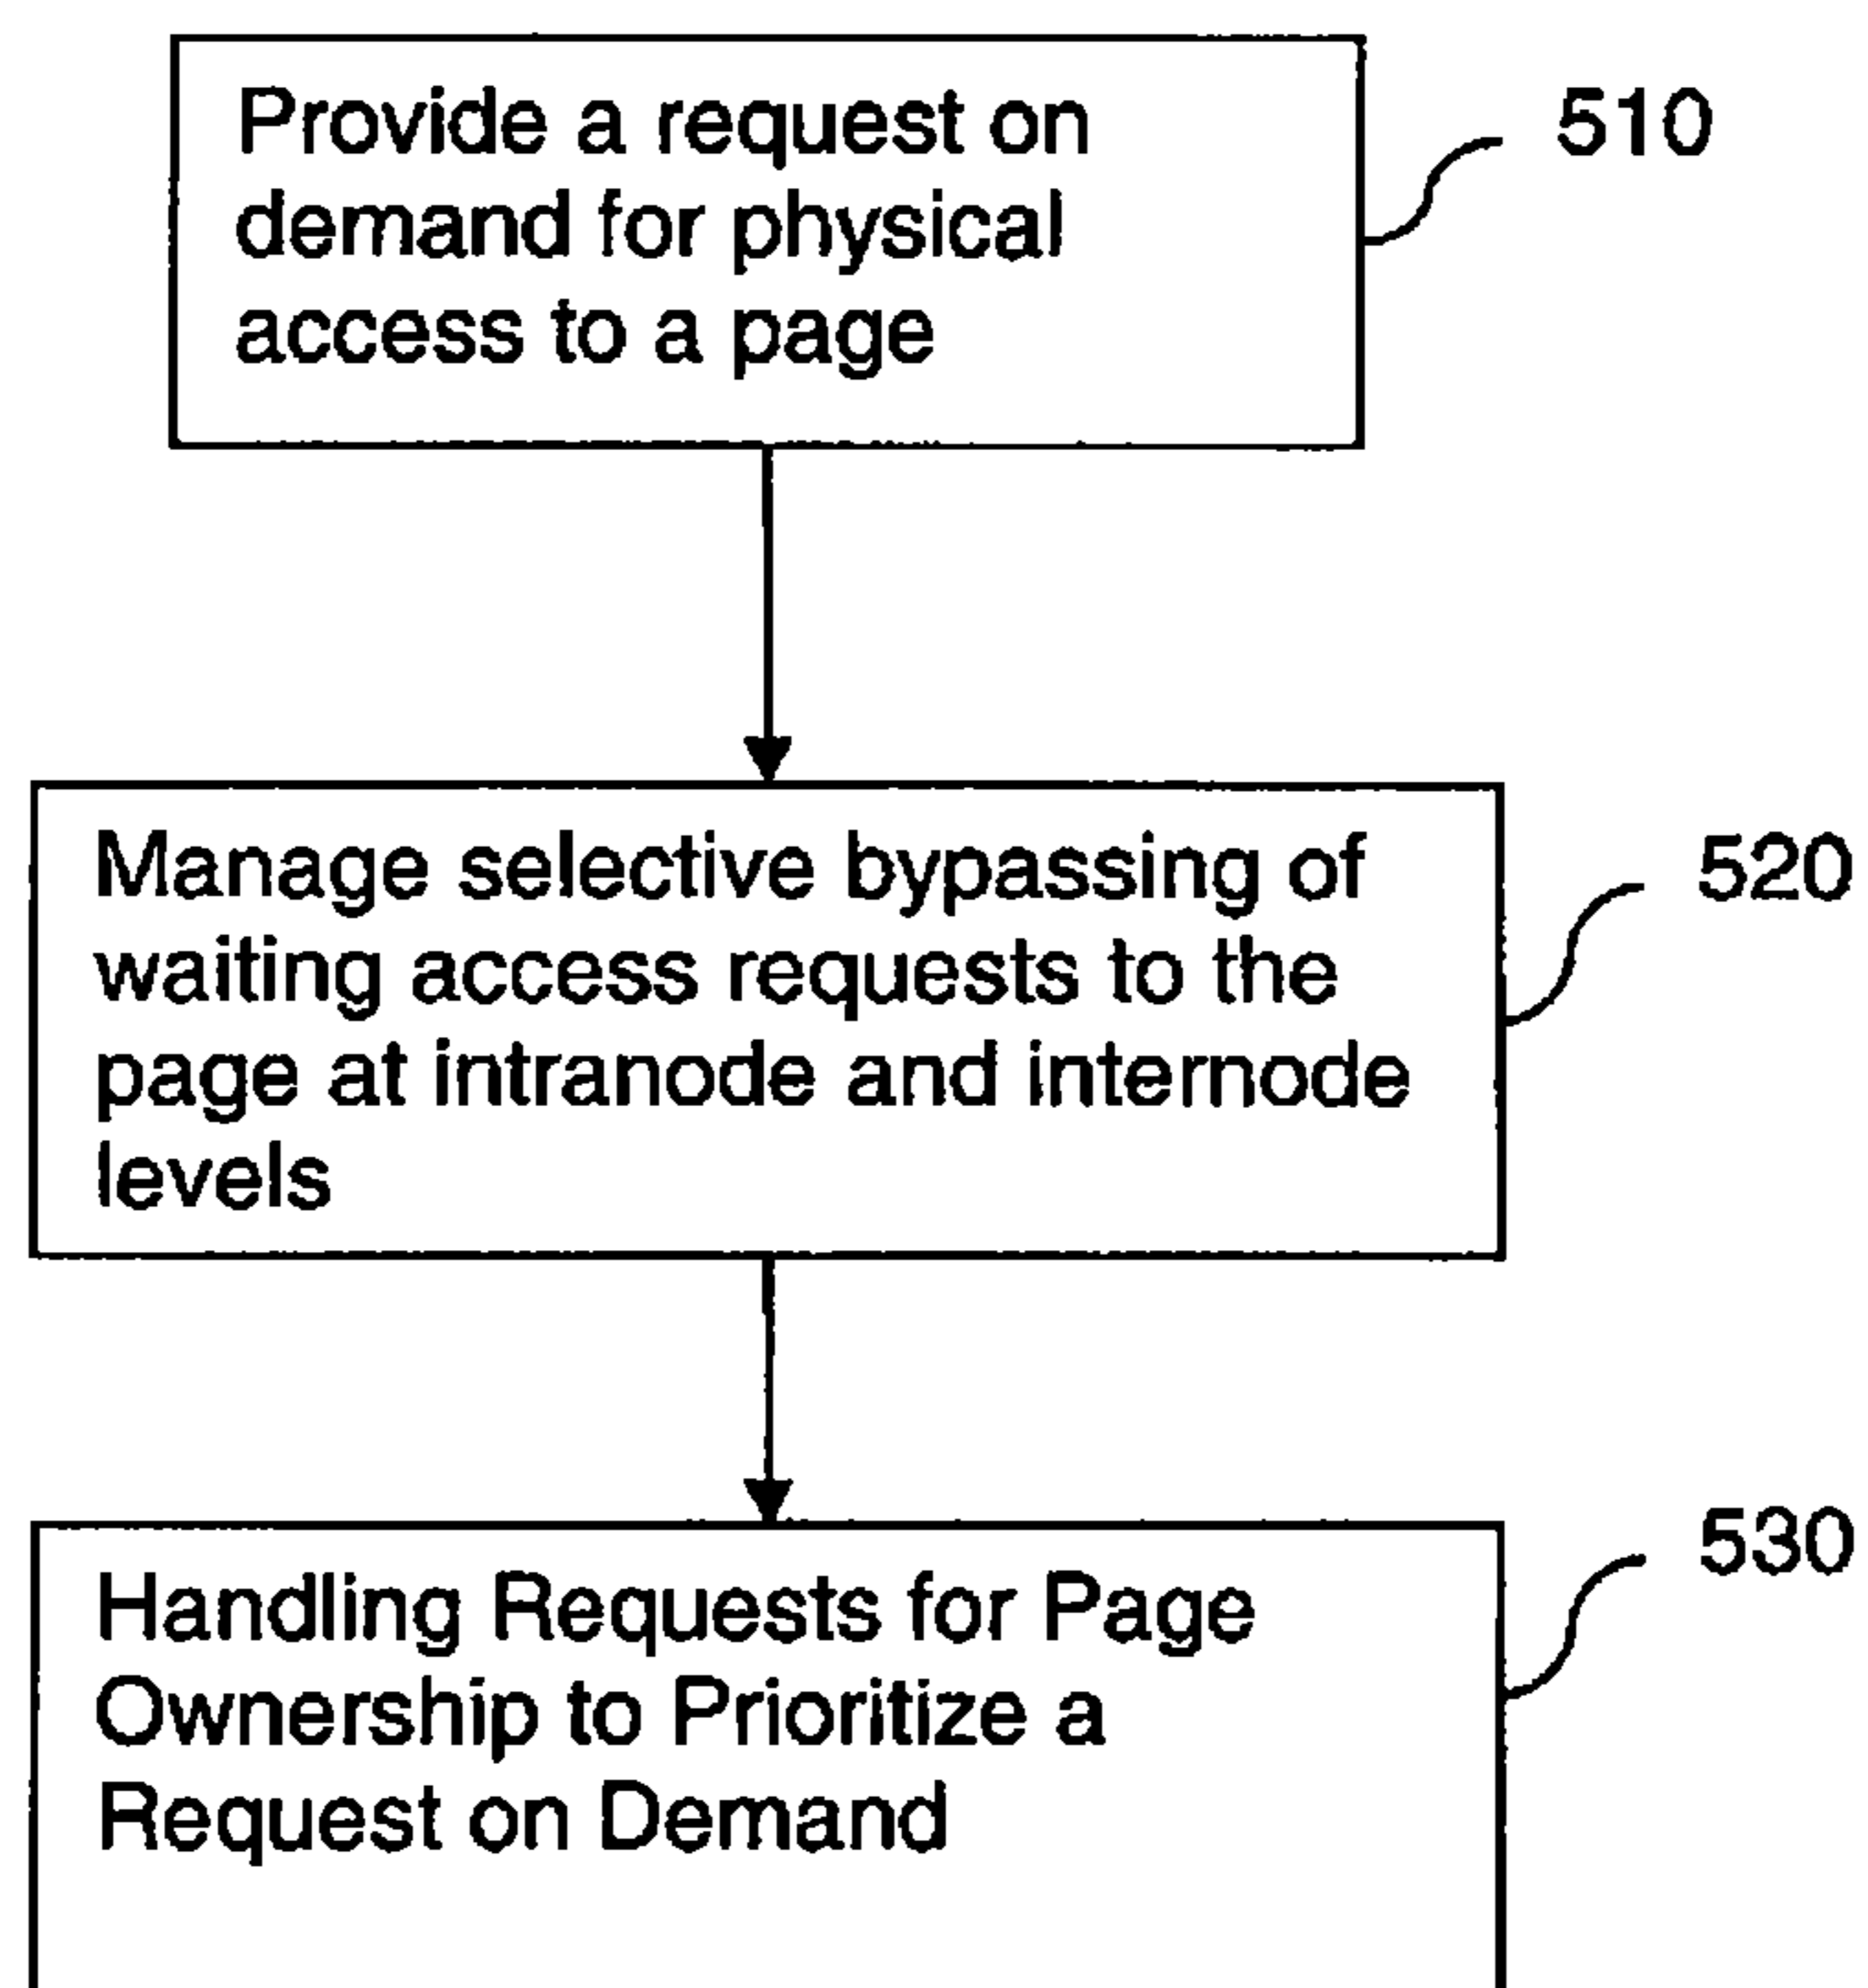 Provide a request on
demand for physical
access to a page
510
Manage selective bypassing of
waiting access requests to the
page at intranode and internode
levels
520
Handling Requests for Page
Ownership to Prioritize a
Request on Demand
530